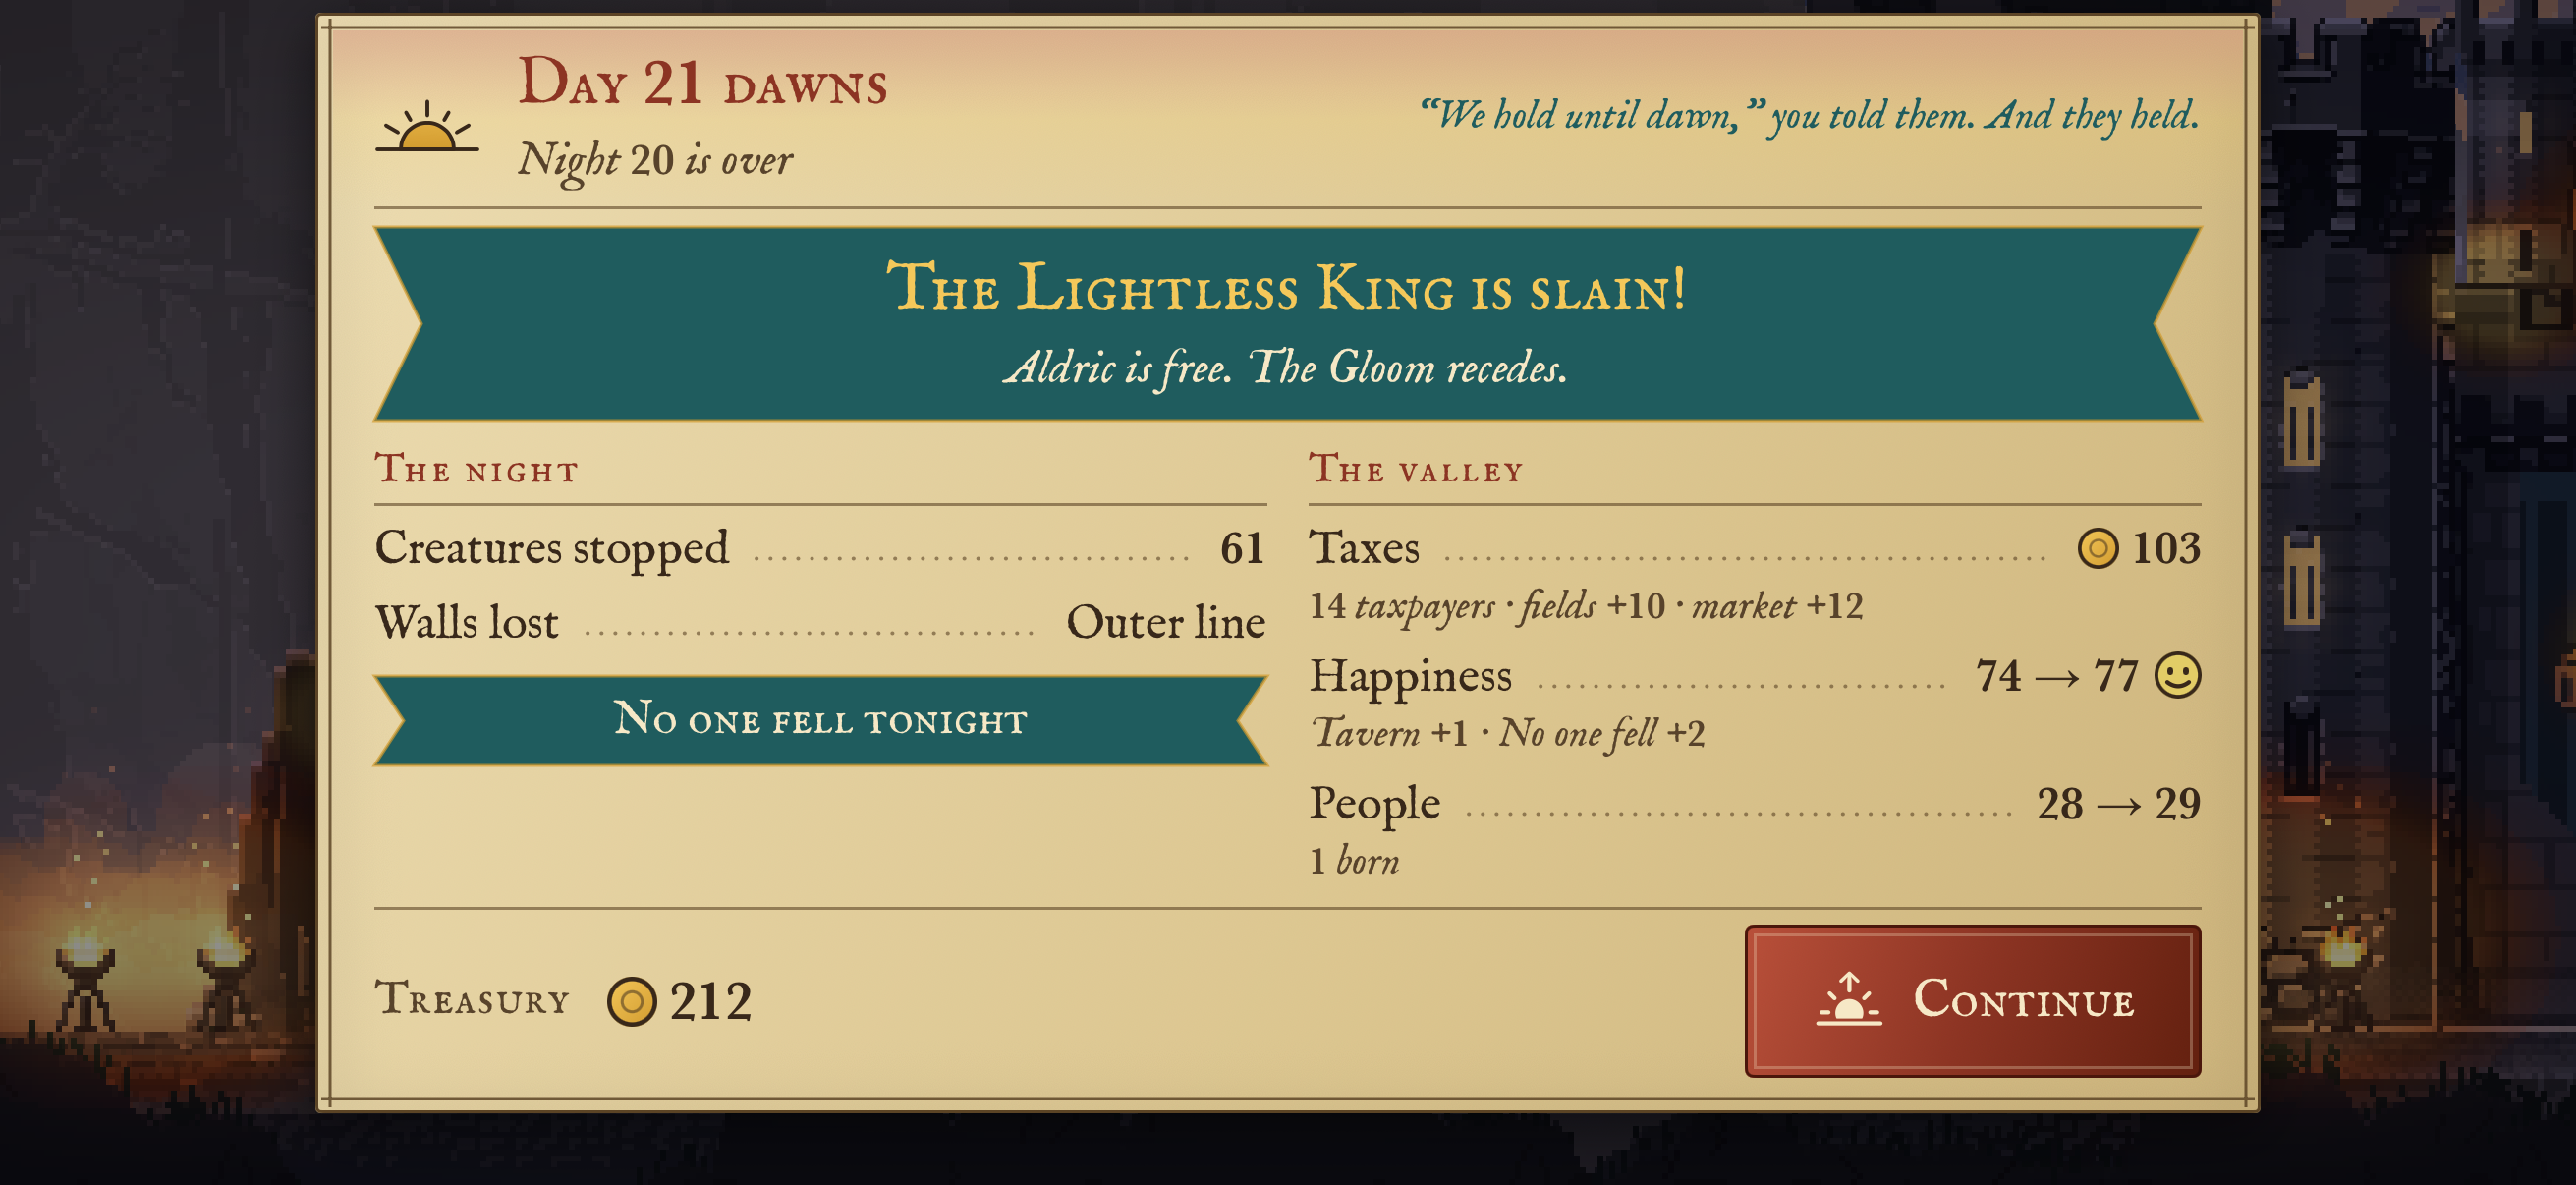 Day 21 dawns
Night 20 is over
“We hold until dawn,” you told them. And they held.
The Lightless King is slain!
Aldric is free. The Gloom recedes.
The night
Creatures stopped 61
Walls lost Outer line
No one fell tonight
The valley
Taxes 103
14 taxpayers · fields +10 · market +12
Happiness 74 → 77
Tavern +1 · No one fell +2
People 28 → 29
1 born
Treasury 212
Continue